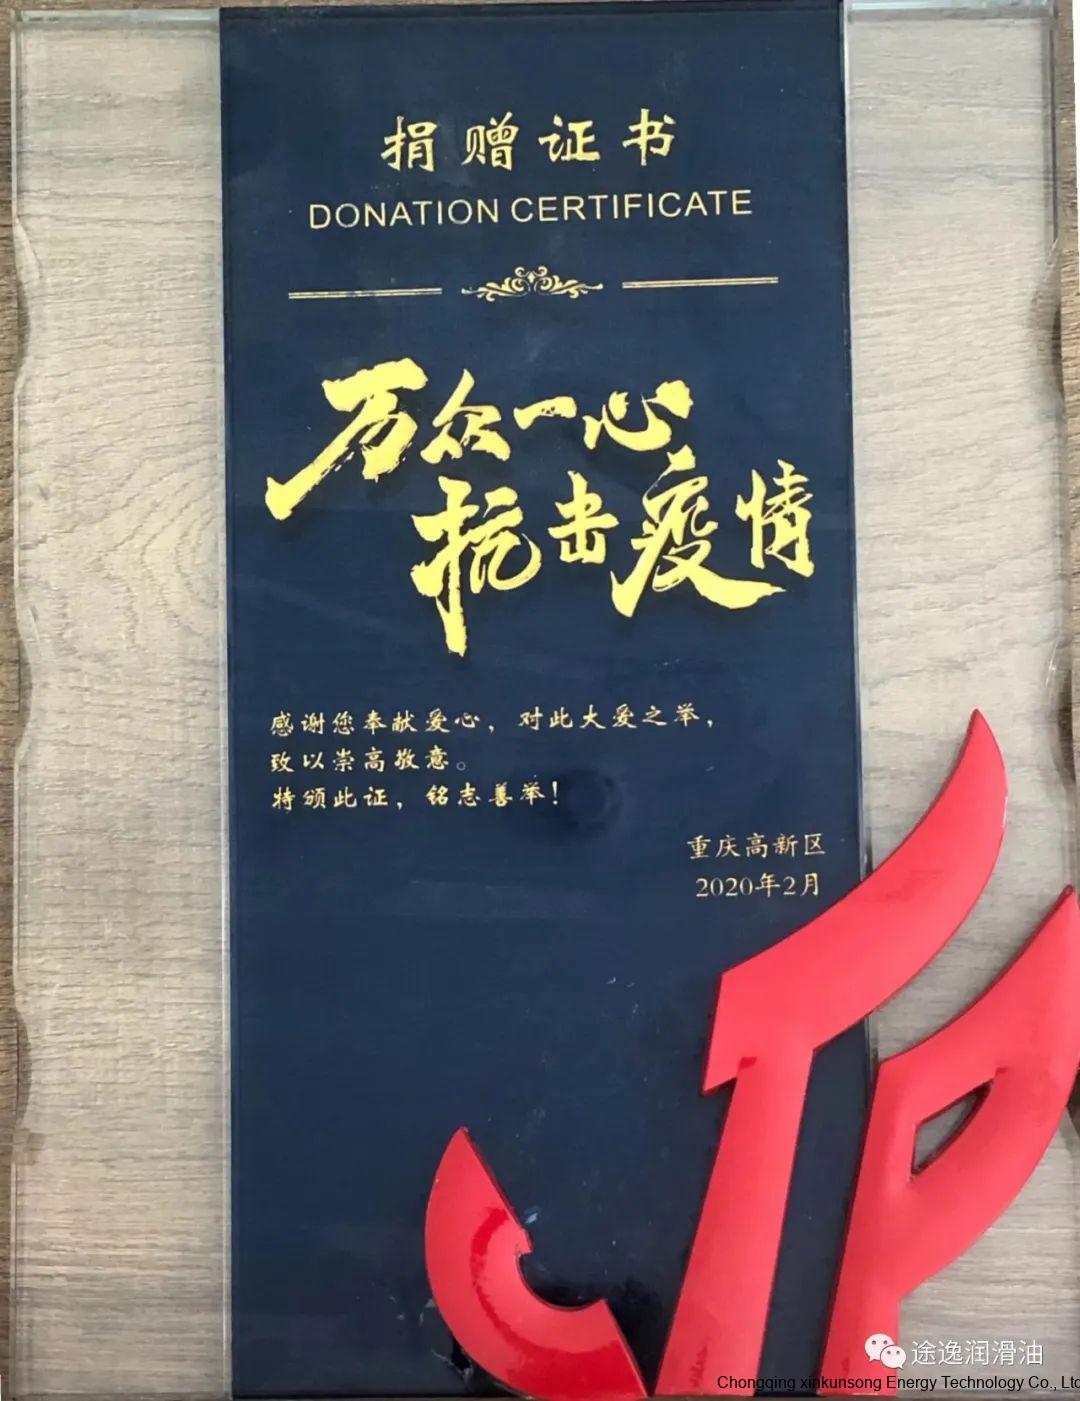 捐赠证书
DONATION CERTIFICATE
万众一心
抗击疫情
感谢您奉献爱心，对此大爱之举，
致以崇高敬意。
特颁此证，铭志善举！
重庆高新区
2020年2月
途逸润滑油
Chongqing xinkunsong Energy Technology Co., Ltd